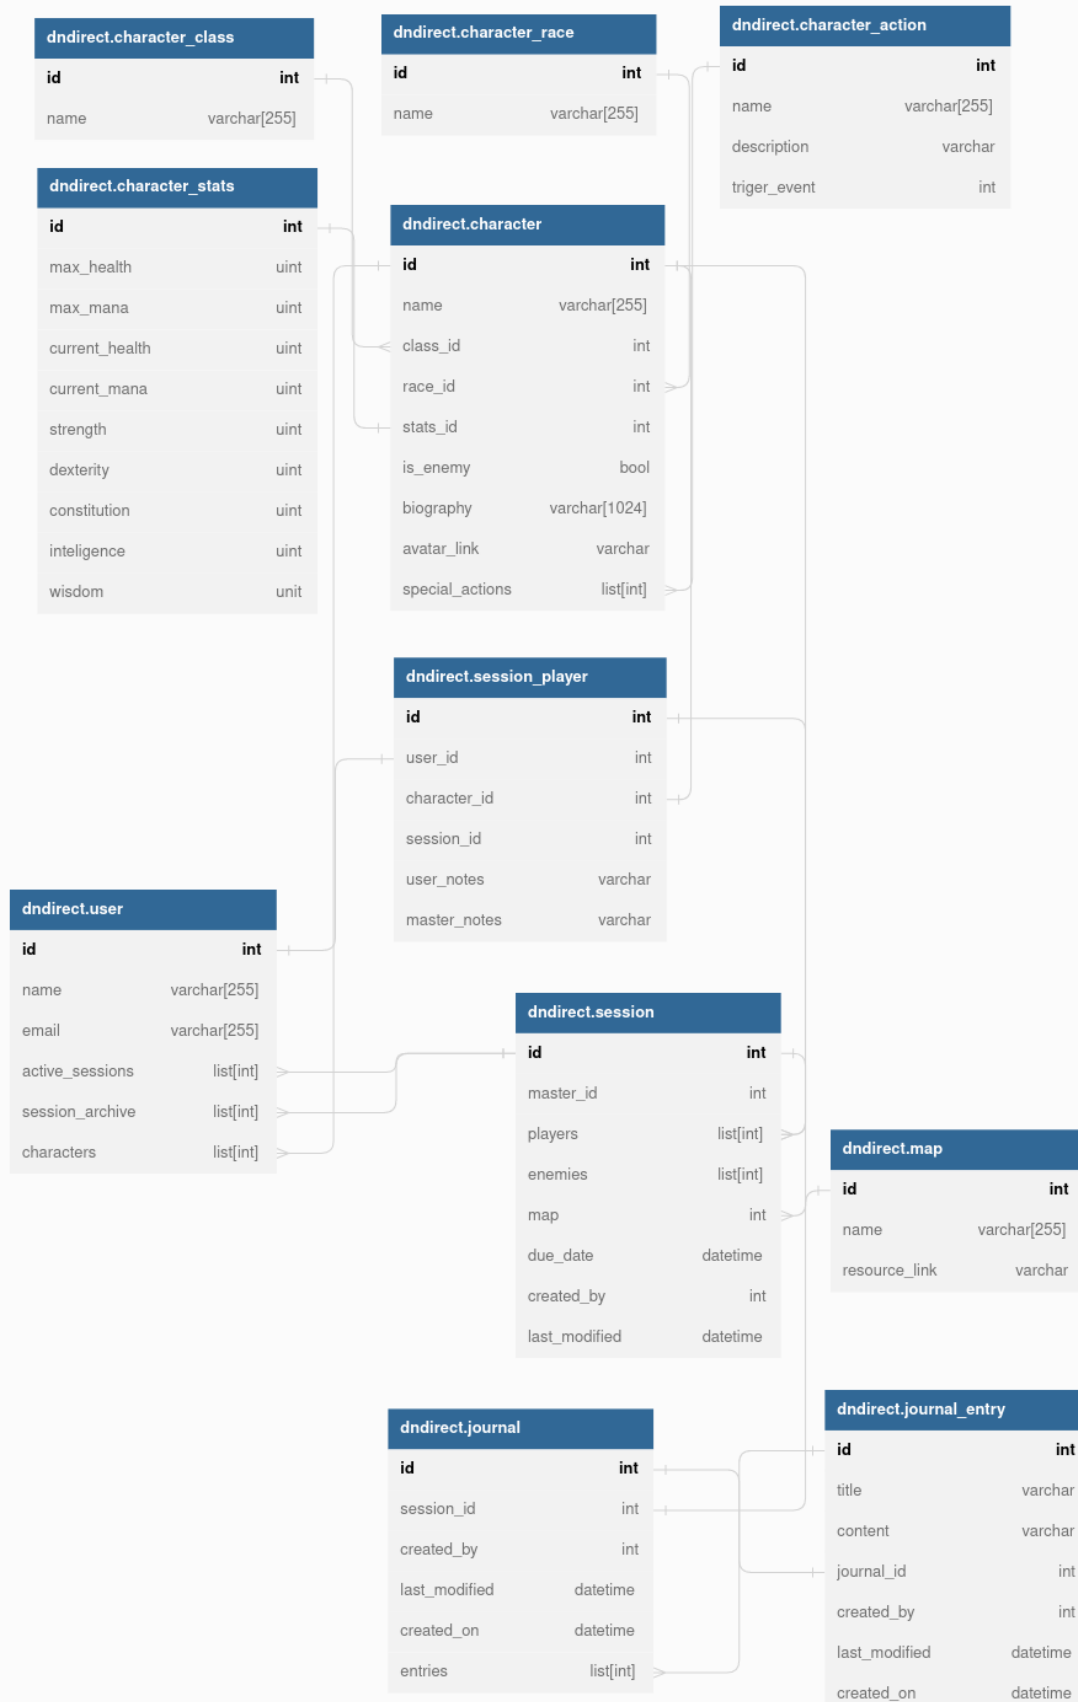 dndirect.character_class
id int
name varchar[255]
dndirect.character_race
id int
name varchar[255]
dndirect.character_action
id int
name varchar[255]
description varchar
triger_event int
dndirect.character_stats
id int
max_health uint
max_mana uint
current_health uint
current_mana uint
strength uint
dexterity uint
constitution uint
inteligence uint
wisdom unit
dndirect.character
id int
name varchar[255]
class_id int
race_id int
stats_id int
is_enemy bool
biography varchar[1024]
avatar_link varchar
special_actions list[int]
dndirect.session_player
id int
user_id int
character_id int
session_id int
user_notes varchar
master_notes varchar
dndirect.user
id int
name varchar[255]
email varchar[255]
active_sessions list[int]
session_archive list[int]
characters list[int]
dndirect.session
id int
master_id int
players list[int]
enemies list[int]
map int
due_date datetime
created_by int
last_modified datetime
dndirect.map
id int
name varchar[255]
resource_link varchar
dndirect.journal
id int
session_id int
created_by int
last_modified datetime
created_on datetime
entries list[int]
dndirect.journal_entry
id int
title varchar
content varchar
journal_id int
created_by int
last_modified datetime
created_on datetime